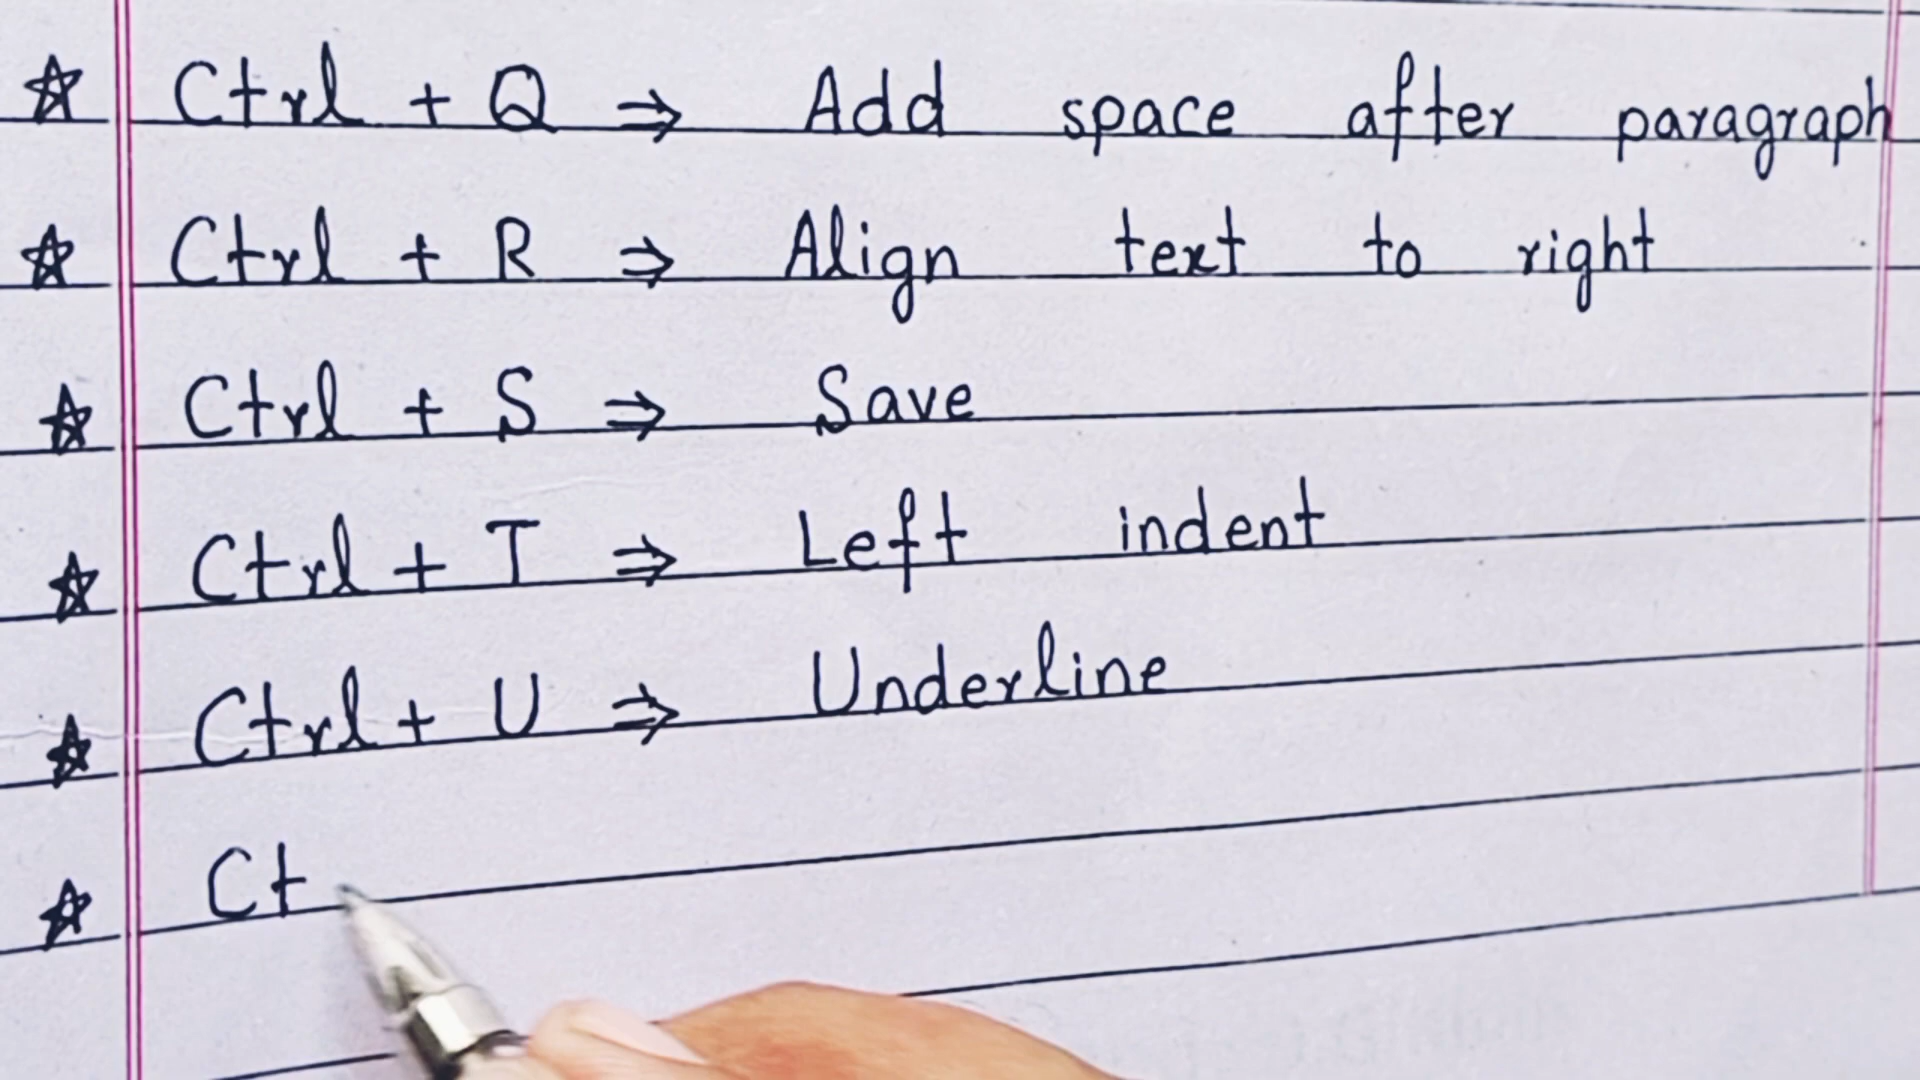 ☆ Ctrl + Q ⇒ Add space after paragraph
☆ Ctrl + R ⇒ Align text to right
☆ Ctrl + S ⇒ Save
☆ Ctrl + T ⇒ Left indent
☆ Ctrl + U ⇒ Underline
☆ Ct